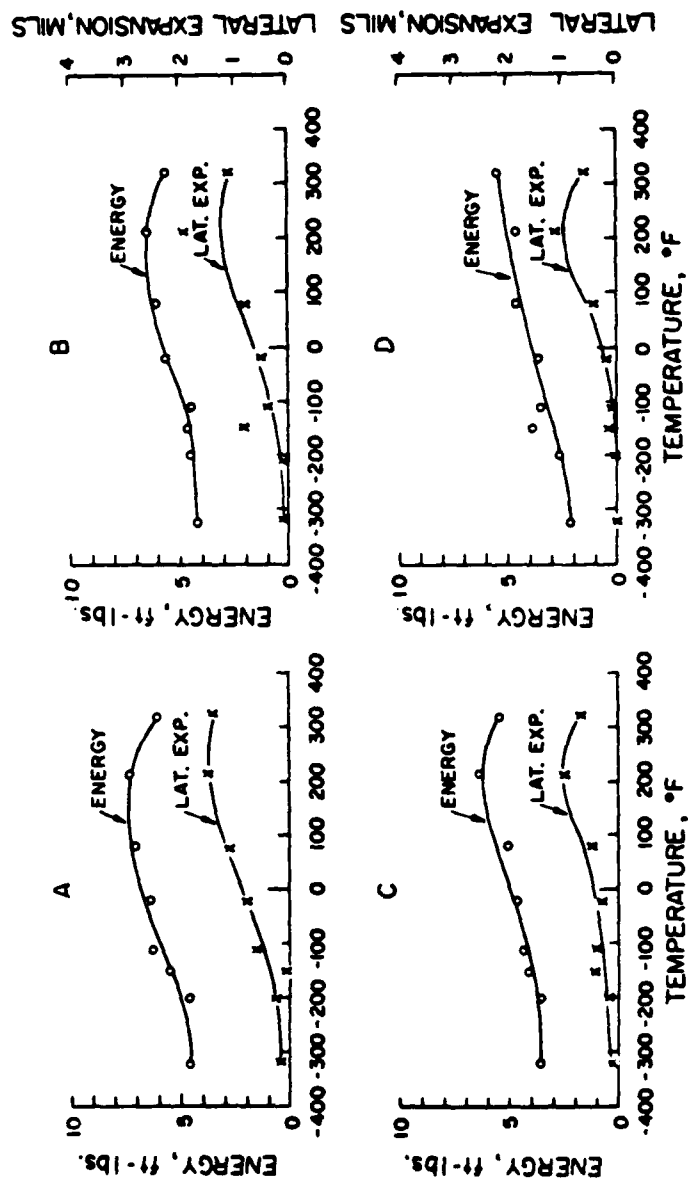 A
B
ENERGY, ft-lbs.
10
5
0
ENERGY
LAT. EXP.
-400 -300 -200 -100 0 100 200 300 400
ENERGY, ft-lbs.
10
5
0
ENERGY
LAT. EXP.
-400 -300 -200 -100 0 100 200 300 400
4
3
2
1
0
LATERAL EXPANSION, MILS
C
D
ENERGY, ft-lbs.
10
5
0
ENERGY
LAT. EXP.
-400 -300 -200 -100 0 100 200 300 400
TEMPERATURE, °F
ENERGY, ft-lbs.
10
5
0
ENERGY
LAT. EXP.
-400 -300 -200 -100 0 100 200 300 400
TEMPERATURE, °F
4
3
2
1
0
LATERAL EXPANSION, MILS